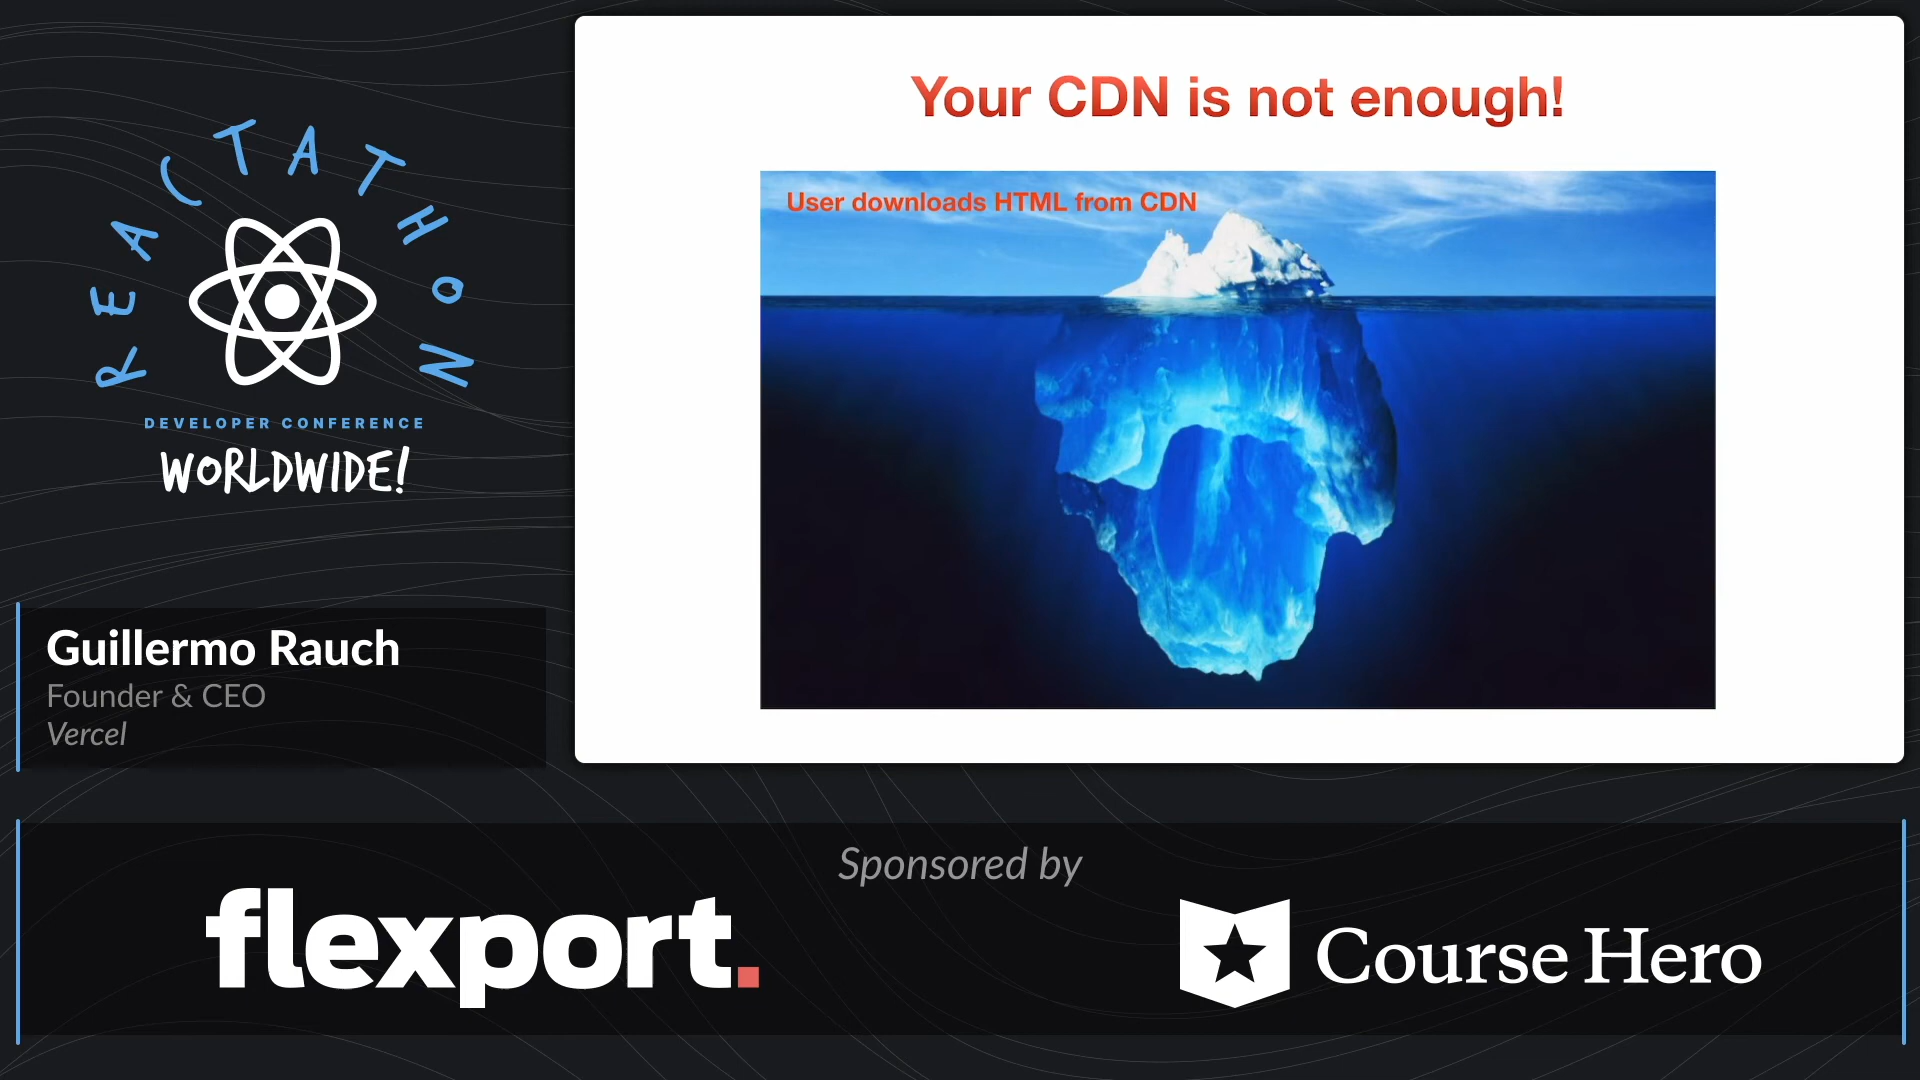 REACTATHON
DEVELOPER CONFERENCE
WORLDWIDE!
Your CDN is not enough!
User downloads HTML from CDN
Guillermo Rauch
Founder & CEO
Vercel
Sponsored by
flexport.
Course Hero